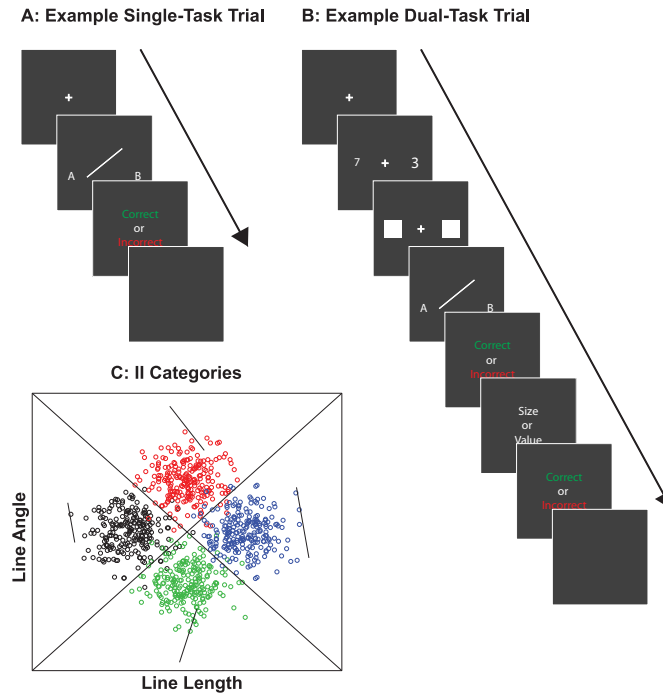 A: Example Single-Task Trial
+
A B
Correct
or
Incorrect
B: Example Dual-Task Trial
+
7 + 3
+
A B
Correct
or
Incorrect
Size
or
Value
Correct
or
Incorrect
C: II Categories
Line Angle
Line Length